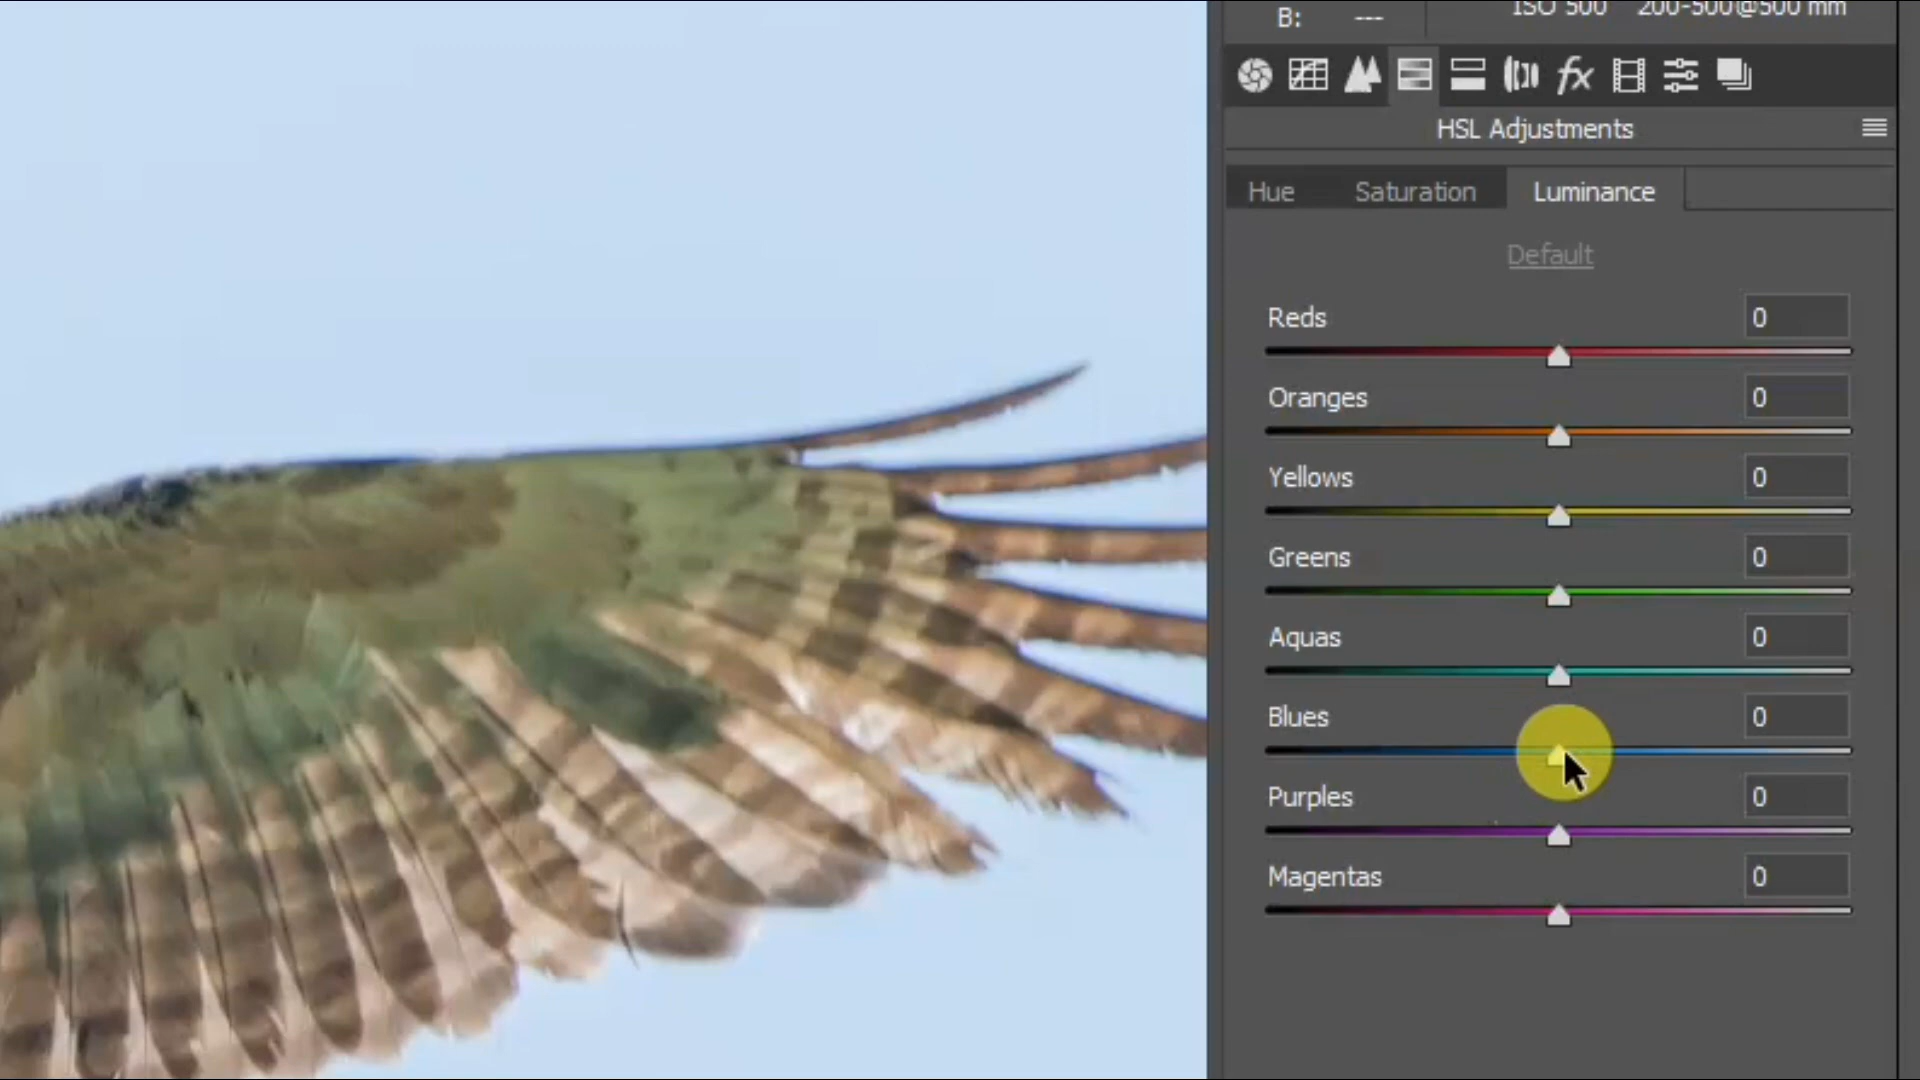 B: --- ISO 500 200-500@500 mm
fx
HSL Adjustments
Hue Saturation Luminance
Default
Reds 0
Oranges 0
Yellows 0
Greens 0
Aquas 0
Blues 0
Purples 0
Magentas 0